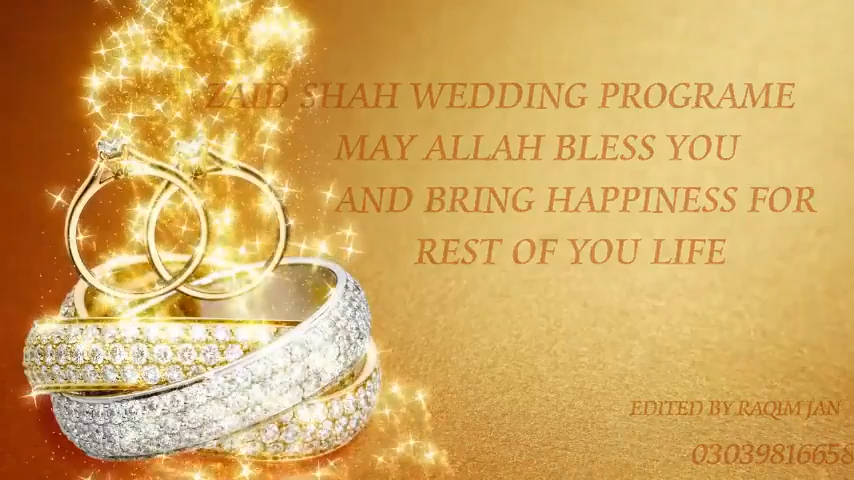 ZAID SHAH WEDDING PROGRAME
MAY ALLAH BLESS YOU
AND BRING HAPPINESS FOR
REST OF YOU LIFE
EDITED BY RAQIM JAN
03039816658